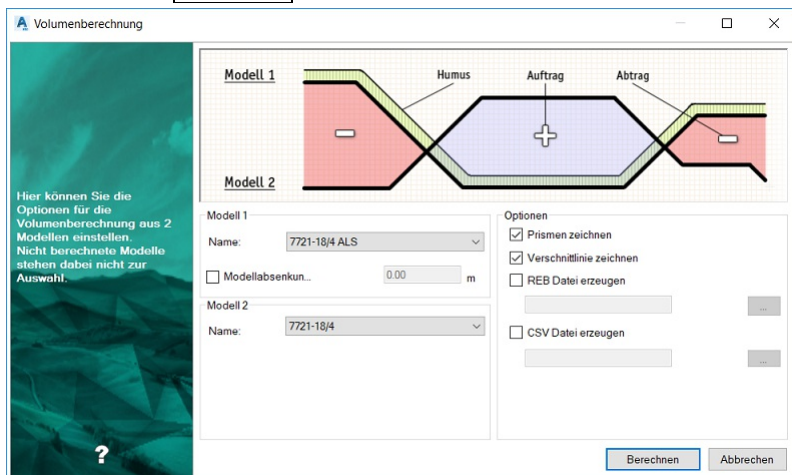 Volumenberechnung
Modell 1
Humus
Auftrag
Abtrag
Modell 2
Hier können Sie die
Optionen für die
Volumenberechnung aus 2
Modellen einstellen.
Nicht berechnete Modelle
stehen dabei nicht zur
Auswahl.
?
Modell 1
Name: 7721-18/4 ALS
Modellabsenkun... 0.00 m
Modell 2
Name: 7721-18/4
Optionen
Prismen zeichnen
Verschnittlinie zeichnen
REB Datei erzeugen
...
CSV Datei erzeugen
...
Berechnen Abbrechen